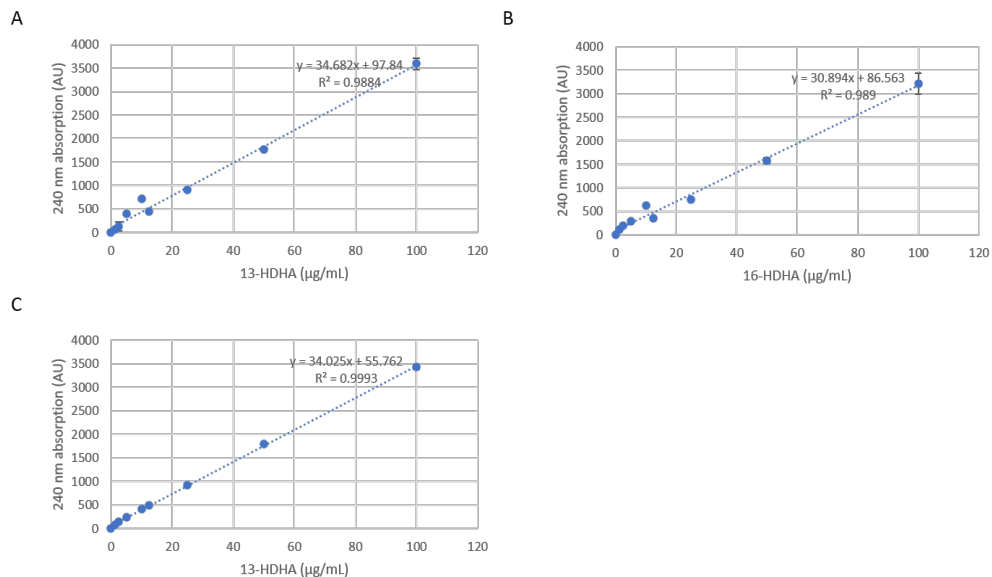 A
4000
3500
3000
2500
2000
1500
1000
500
0
240 nm absorption (AU)
y = 34.682x + 97.84
R² = 0.9884
0 20 40 60 80 100 120
13-HDHA (µg/mL)
B
4000
3500
3000
2500
2000
1500
1000
500
0
240 nm absorption (AU)
y = 30.894x + 86.563
R² = 0.989
0 20 40 60 80 100 120
16-HDHA (µg/mL)
C
4000
3500
3000
2500
2000
1500
1000
500
0
240 nm absorption (AU)
y = 34.025x + 55.762
R² = 0.9993
0 20 40 60 80 100 120
13-HDHA (µg/mL)